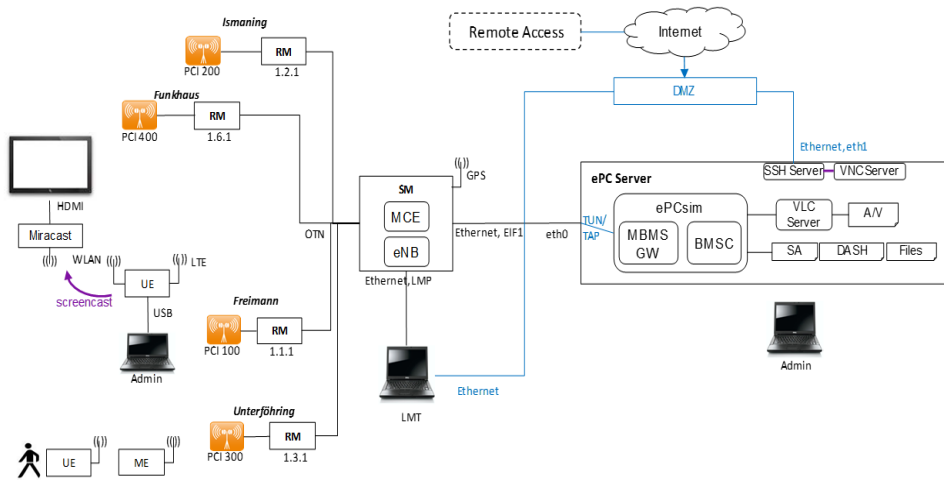 Ismaning
RM
PCI 200
1.2.1
Funkhaus
RM
PCI 400
1.6.1
HDMI
Miracast
WLAN
LTE
UE
screencast
USB
Admin
OTN
Freimann
RM
PCI 100
1.1.1
Unterföhring
RM
PCI 300
1.3.1
UE
ME
SM
MCE
eNB
GPS
Ethernet, EIF1
eth0
Ethernet, LMP
LMT
Ethernet
Remote Access
Internet
DMZ
Ethernet, eth1
SSH Server
VNC Server
ePC Server
TUN/
TAP
ePCsim
MBMS
GW
BMSC
VLC
Server
A/V
SA
DASH
Files
Admin